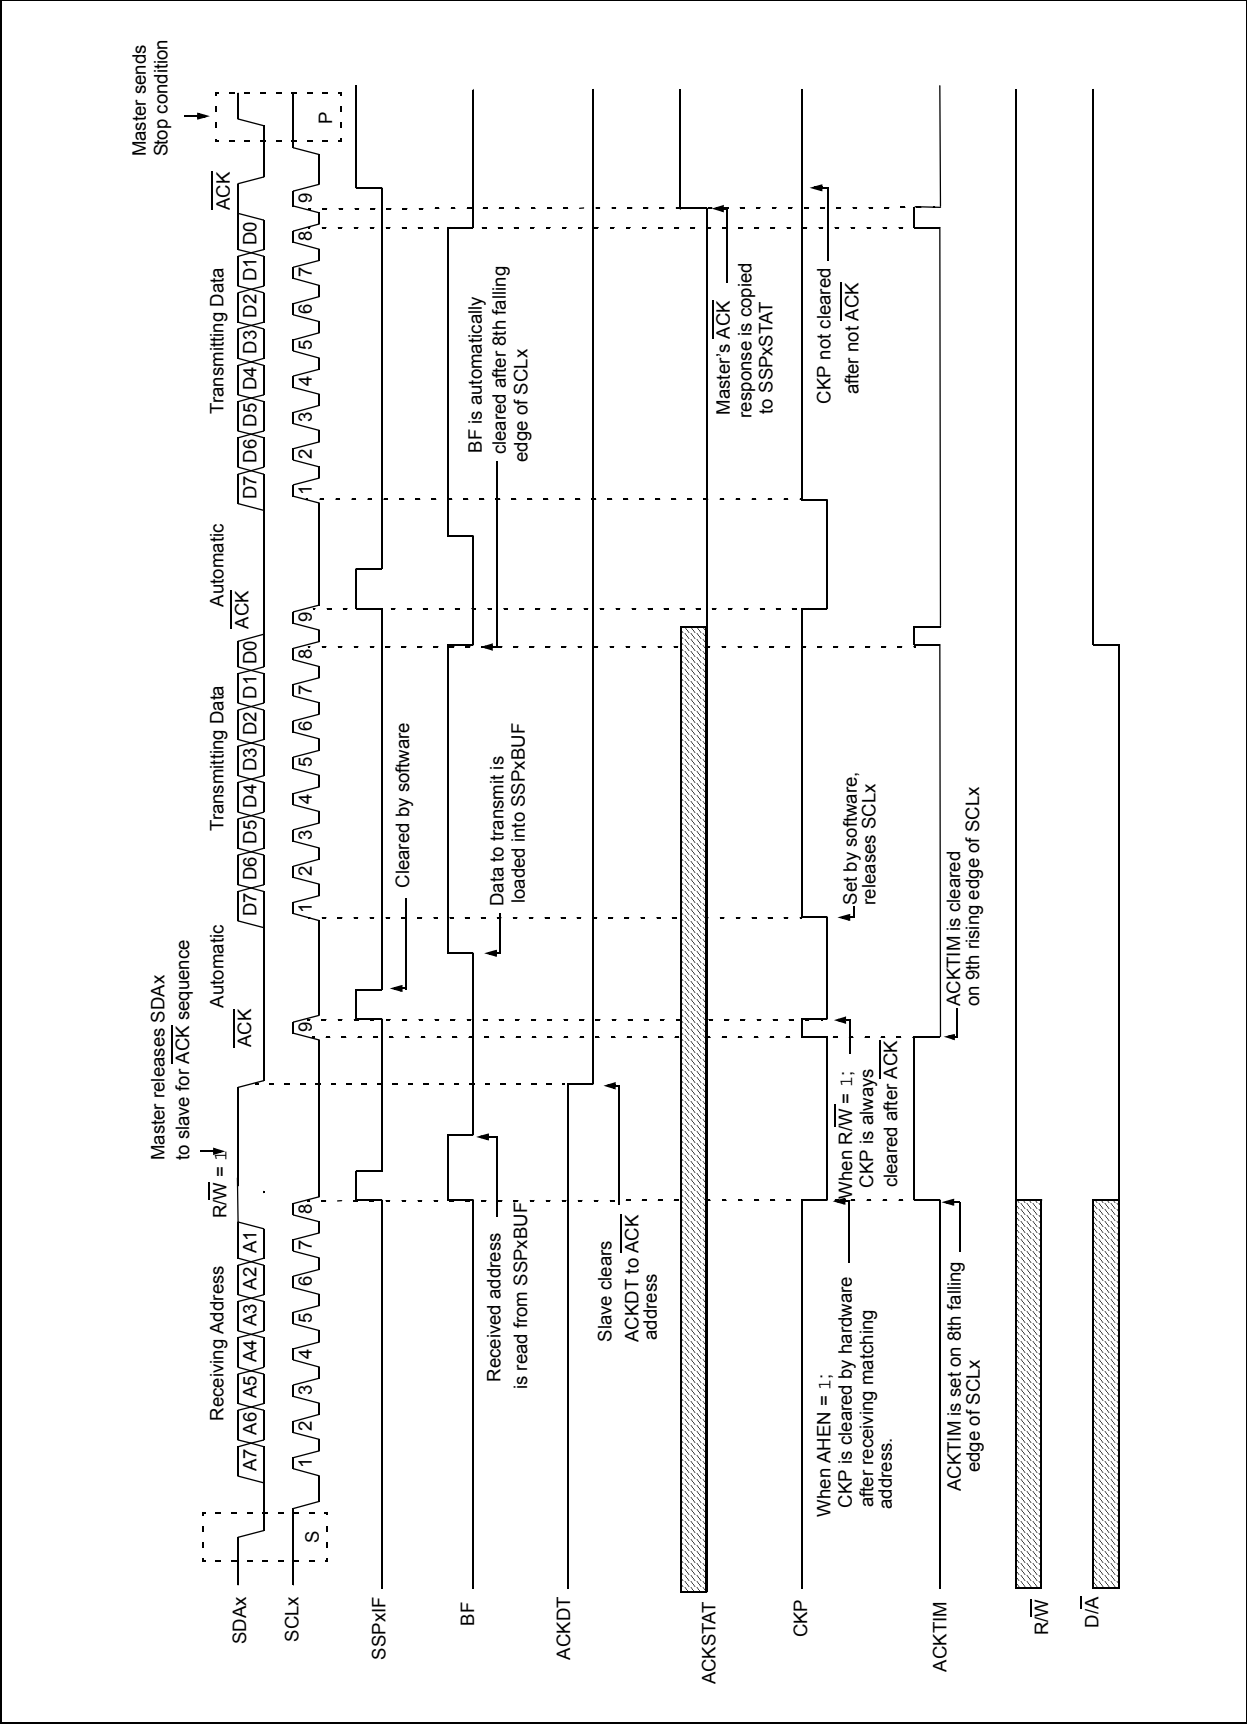 Master releases SDAx
to slave for ACK sequence
Master sends
Stop condition
Receiving Address
R/W = 1
ACK
Automatic
Transmitting Data
ACK
Automatic
Transmitting Data
ACK
SDAx
A7 A6 A5 A4 A3 A2 A1
D7 D6 D5 D4 D3 D2 D1 D0
D7 D6 D5 D4 D3 D2 D1 D0
SCLx
S
1 2 3 4 5 6 7 8 9
1 2 3 4 5 6 7 8 9
1 2 3 4 5 6 7 8 9
P
SSPxIF
Cleared by software
BF
Received address
is read from SSPxBUF
Data to transmit is
loaded into SSPxBUF
BF is automatically
cleared after 8th falling
edge of SCLx
ACKDT
Slave clears
ACKDT to ACK
address
ACKSTAT
Master's ACK
response is copied
to SSPxSTAT
CKP
When AHEN = 1;
CKP is cleared by hardware
after receiving matching
address.
When R/W = 1;
CKP is always
cleared after ACK
Set by software,
releases SCLx
CKP not cleared
after not ACK
ACKTIM
ACKTIM is set on 8th falling
edge of SCLx
ACKTIM is cleared
on 9th rising edge of SCLx
R/W
D/A